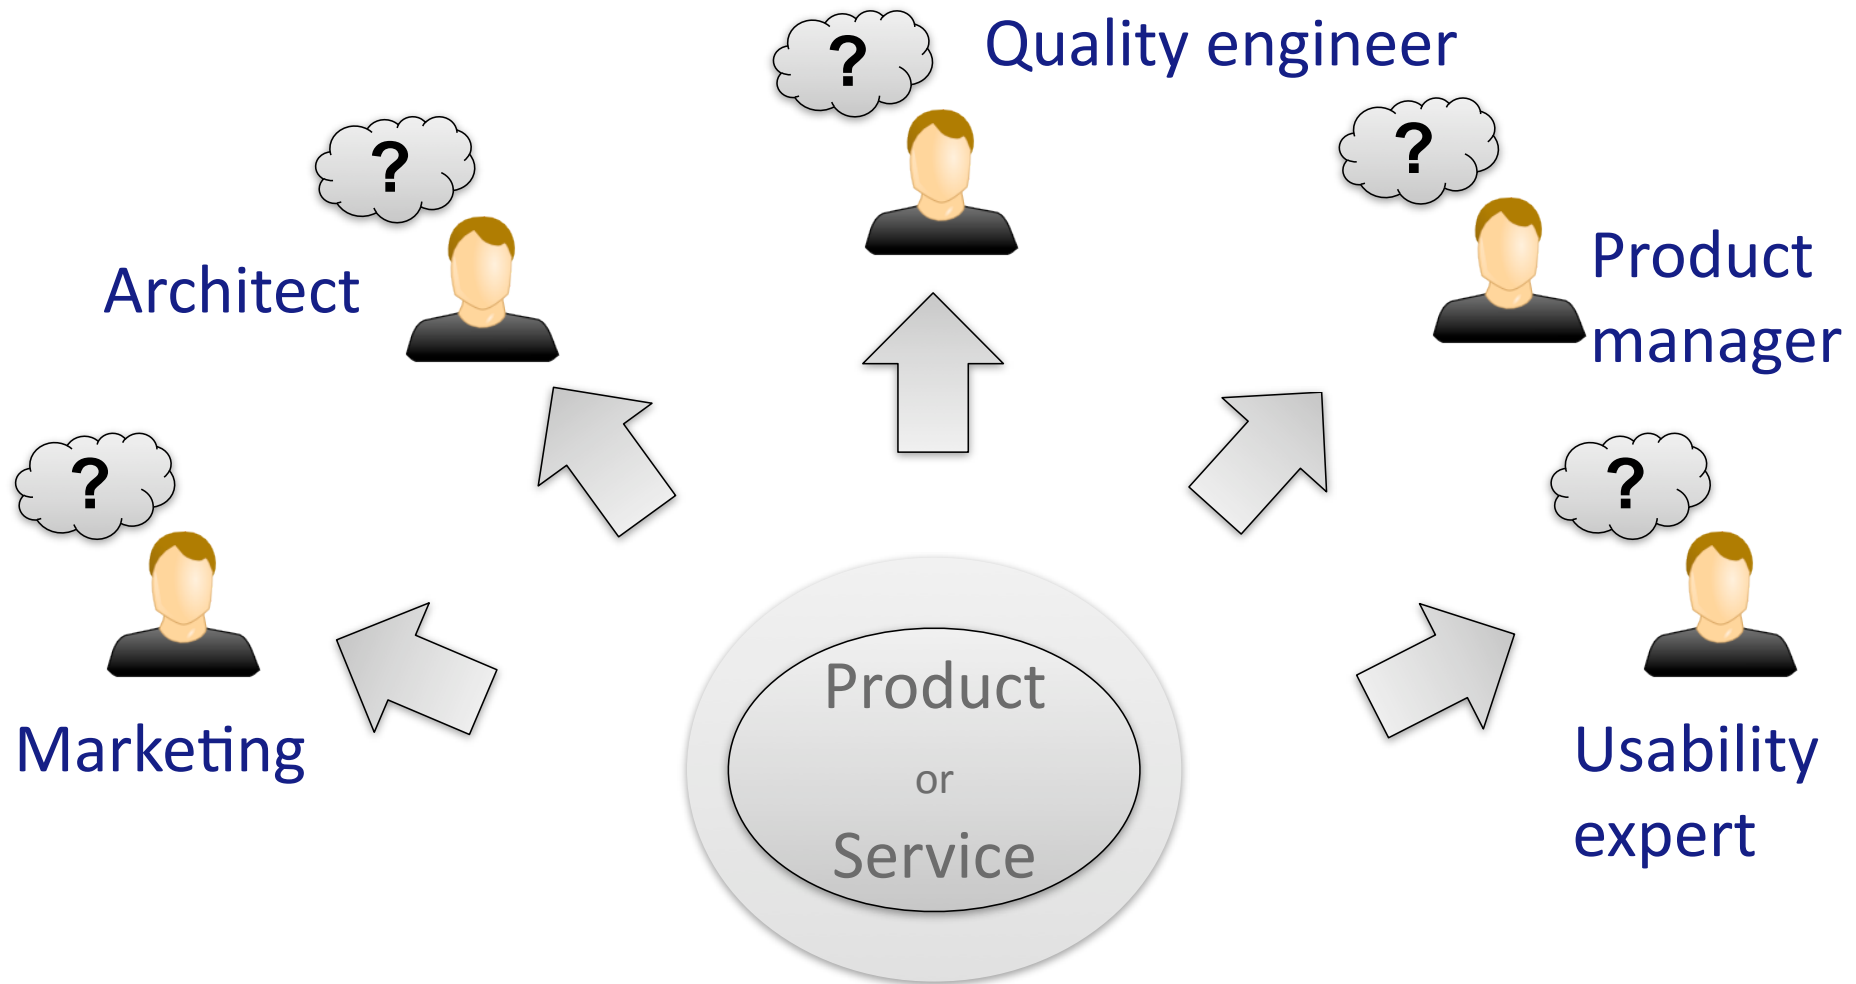 ?
Quality engineer
?
Architect
?
Product
manager
?
Marketing
?
Usability
expert
Product
or
Service